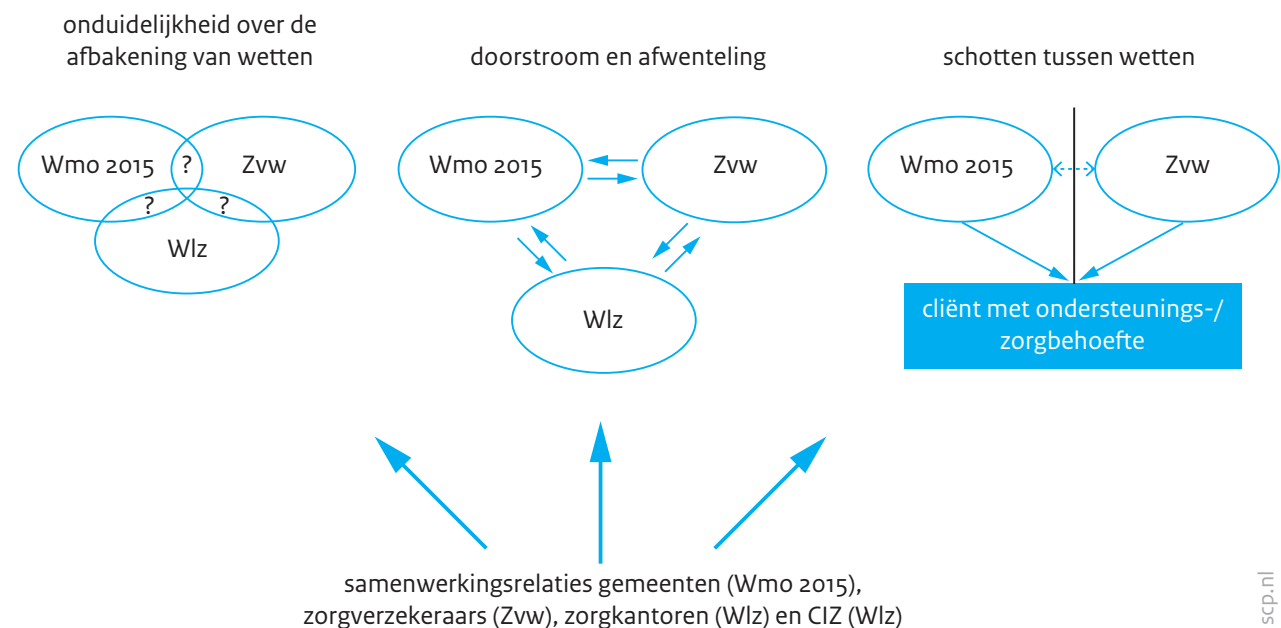 onduidelijkheid over de
afbakening van wetten
Wmo 2015
?
Zvw
?
?
Wlz
doorstroom en afwenteling
Wmo 2015
Zvw
Wlz
schotten tussen wetten
Wmo 2015
Zvw
cliënt met ondersteunings-/
zorgbehoefte
samenwerkingsrelaties gemeenten (Wmo 2015),
zorgverzekeraars (Zvw), zorgkantoren (Wlz) en CIZ (Wlz)
scp.nl